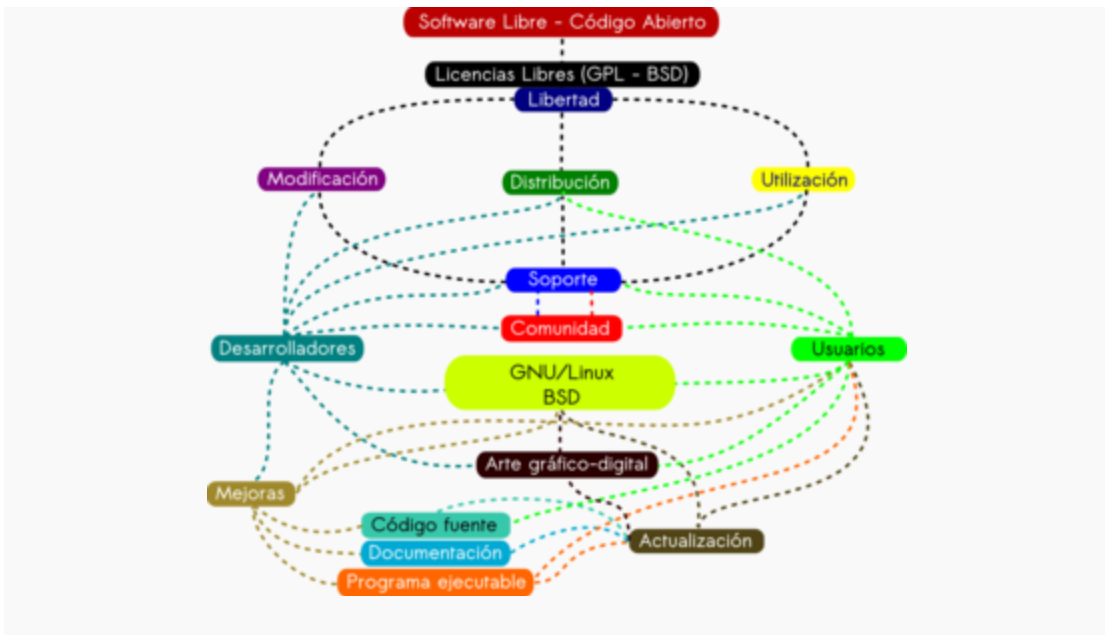 Software Libre - Código Abierto
Licencias Libres (GPL - BSD)
Libertad
Modificación
Distribución
Utilización
Soporte
Comunidad
Desarrolladores
Usuarios
GNU/Linux
BSD
Arte gráfico-digital
Mejoras
Código fuente
Actualización
Documentación
Programa ejecutable